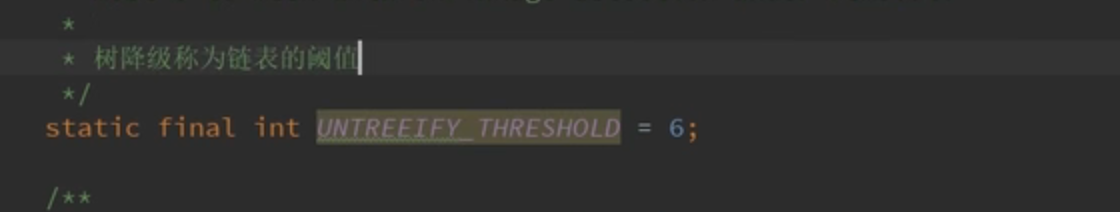 *
* 树降级称为链表的阈值
*/
static final int UNTREEIFY_THRESHOLD = 6;
/**